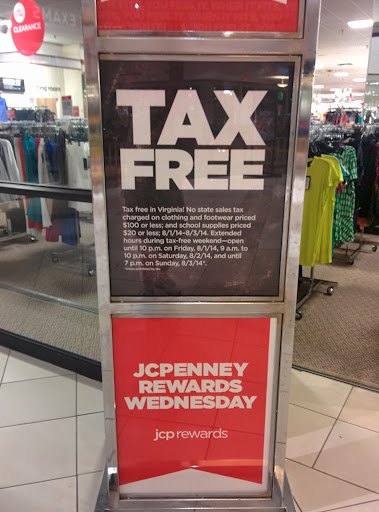 CLEARANCE
EXAMS
TAX
FREE
Tax free in Virginia! No state sales tax
charged on clothing and footwear priced
$100 or less; and school supplies priced
$20 or less; 8/1/14–8/3/14. Extended
hours during tax-free weekend—open
until 10 p.m. on Friday, 8/1/14, 9 a.m. to
10 p.m. on Saturday, 8/2/14, and until
7 p.m. on Sunday, 8/3/14*.
JCPENNEY
REWARDS
WEDNESDAY
jcp rewards